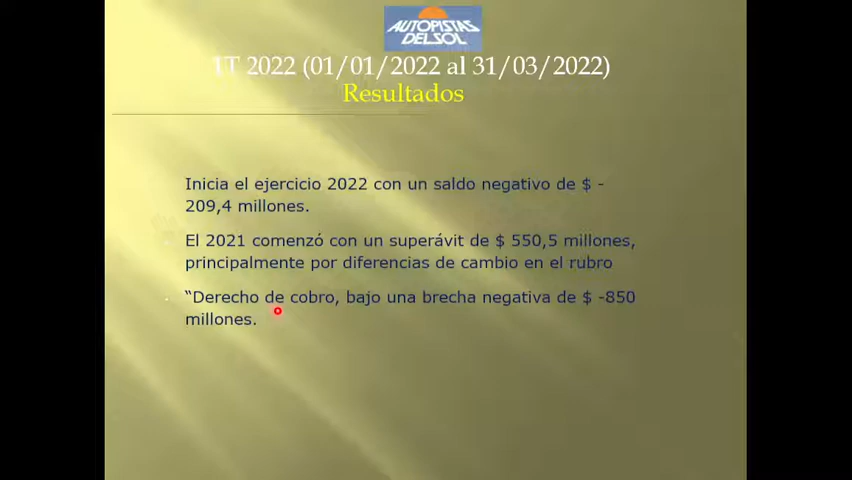 AUTOPISTAS
DEL SOL
1T 2022 (01/01/2022 al 31/03/2022)
Resultados
Inicia el ejercicio 2022 con un saldo negativo de $ -
209,4 millones.
El 2021 comenzó con un superávit de $ 550,5 millones,
principalmente por diferencias de cambio en el rubro
“Derecho de cobro, bajo una brecha negativa de $ -850
millones.